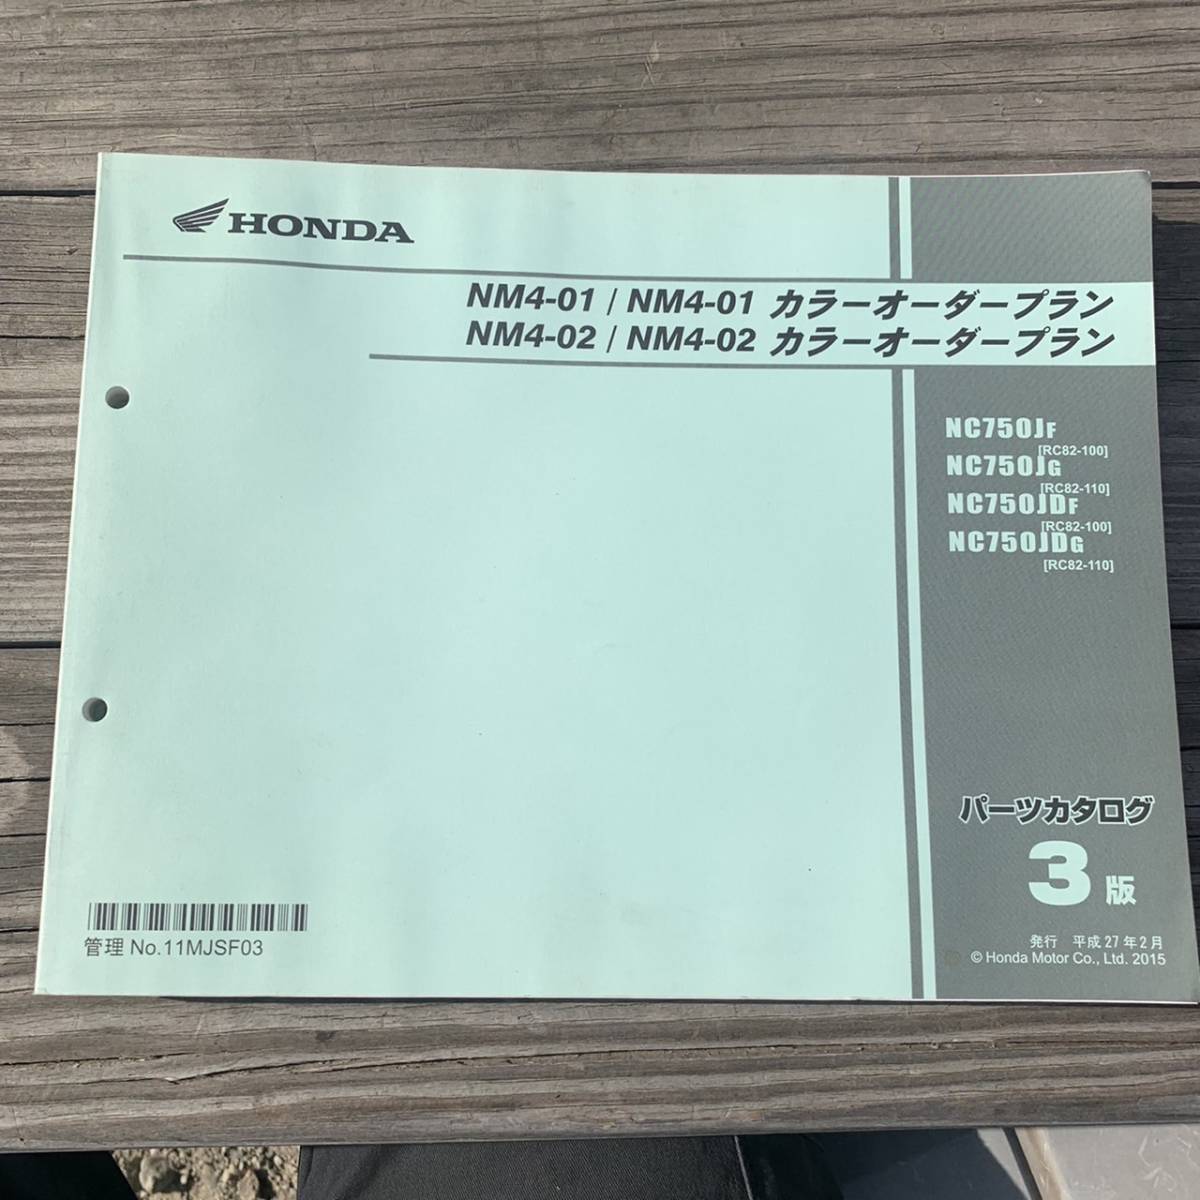 HONDA
NM4-01 / NM4-01 カラーオーダープラン
NM4-02 / NM4-02 カラーオーダープラン
NC750JF
[RC82-100]
NC750JG
[RC82-110]
NC750JDF
[RC82-100]
NC750JDG
[RC82-110]
パーツカタログ
3版
発行 平成27年2月
© Honda Motor Co., Ltd. 2015
管理 No.11MJSF03